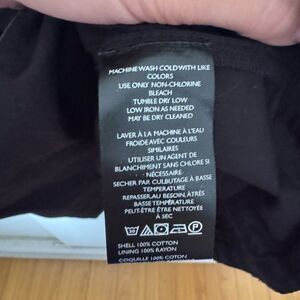 MACHINE WASH COLD WITH LIKE
COLORS
USE ONLY NON-CHLORINE
BLEACH
TUMBLE DRY LOW
LOW IRON AS NEEDED
MAY BE DRY CLEANED
LAVER À LA MACHINE À L'EAU
FROIDE AVEC COULEURS
SIMILAIRES
UTILISER UN AGENT DE
BLANCHIMENT SANS CHLORE SI
NÉCESSAIRE
SECHER PAR CULBUTAGE À BASSE
TEMPERATURE
REPASSER,AU BESOIN, À TRÈS
BASSE TEMPÉRATURE
PEUT-ÊTRE ÊTRE NETTOYÉE
À SEC
SHELL 100% COTTON
LINING 100% RAYON
COQUILLE 100% COTON